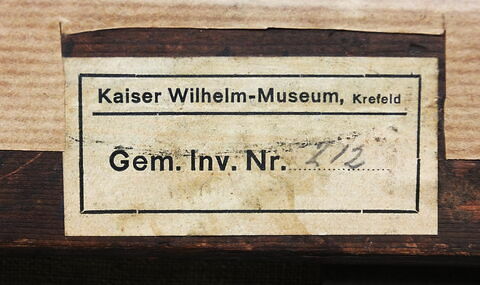 Kaiser Wilhelm-Museum, Krefeld
Gem. Inv. Nr. 212